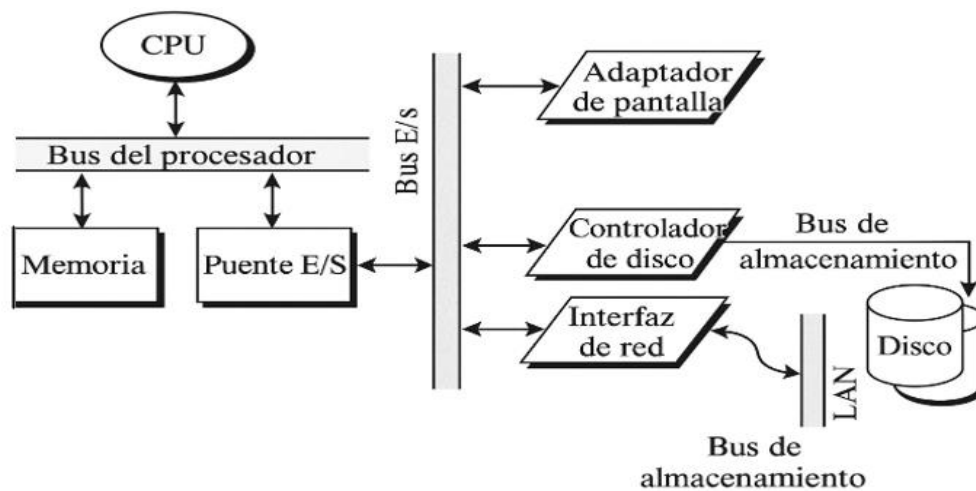 CPU
Bus del procesador
Memoria
Puente E/S
Bus E/s
Adaptador
de pantalla
Controlador
de disco
Bus de
almacenamiento
Interfaz
de red
Disco
LAN
Bus de
almacenamiento